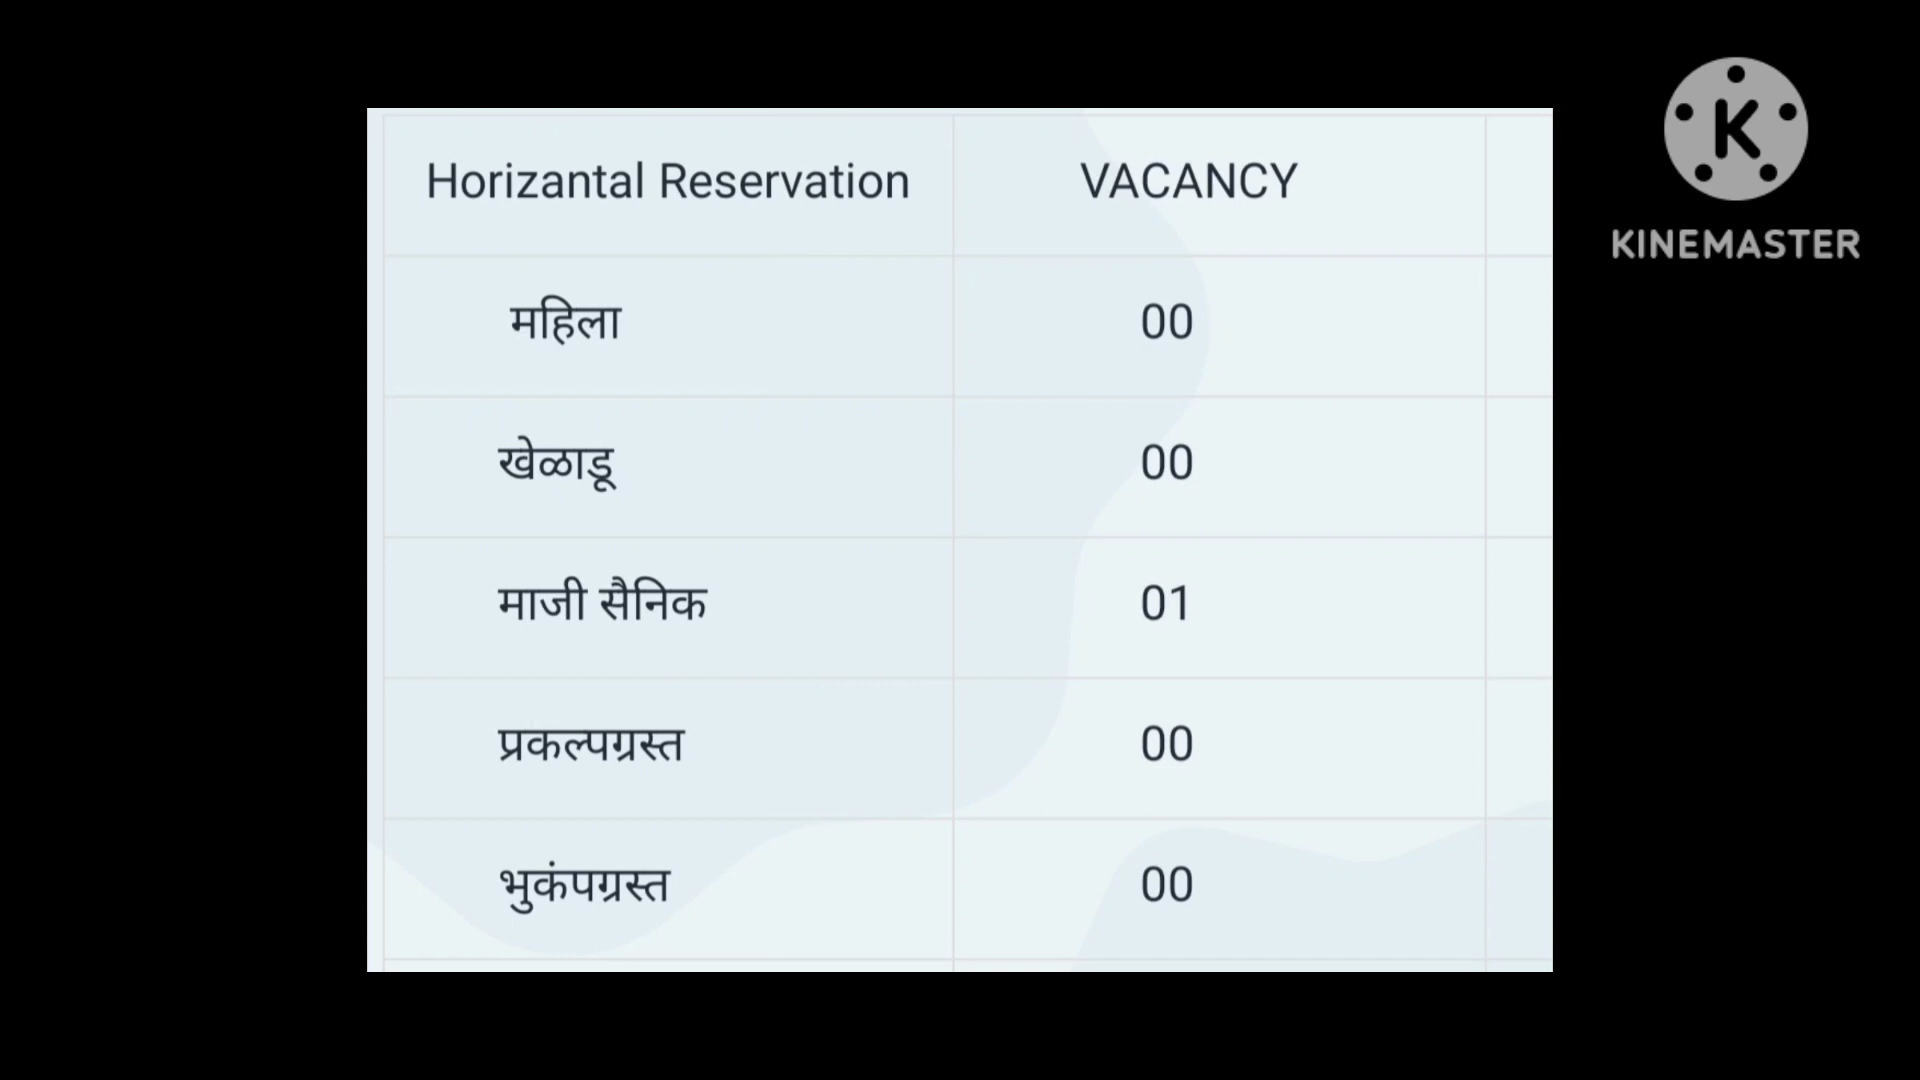 Horizantal Reservation VACANCY
महिला 00
खेळाडू 00
माजी सैनिक 01
प्रकल्पग्रस्त 00
भुकंपग्रस्त 00
K
KINEMASTER